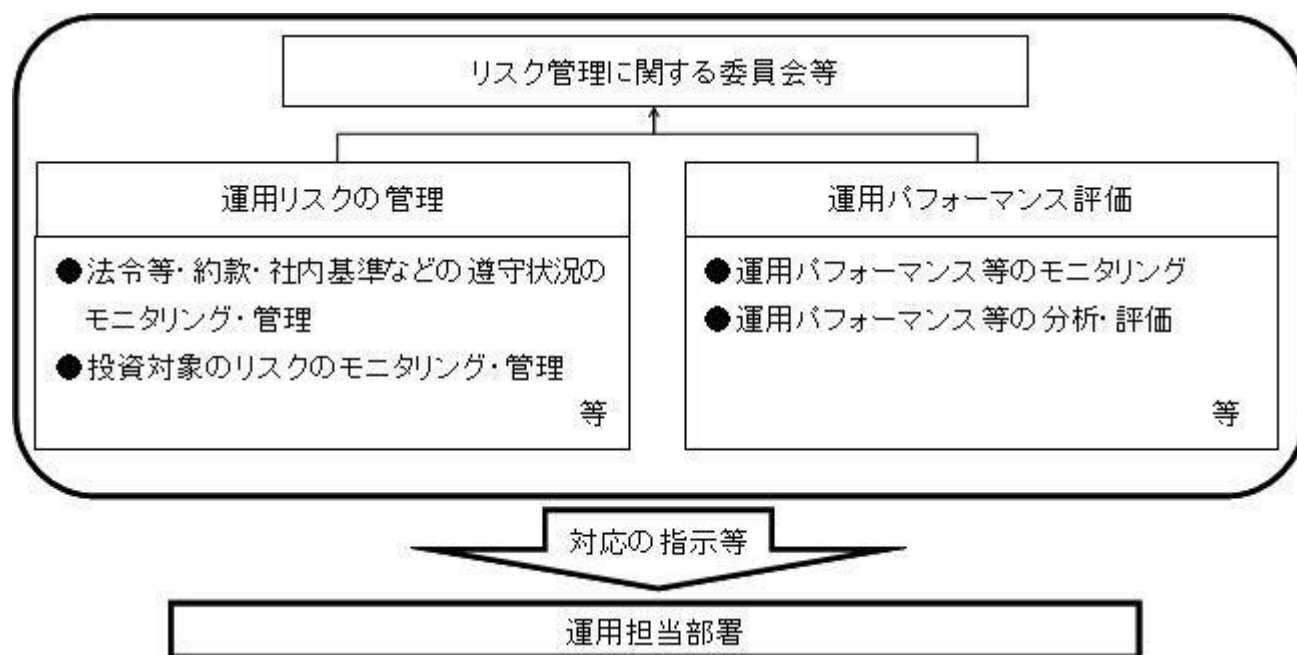 リスク管理に関する委員会等
運用リスクの管理
●法令等・約款・社内基準などの遵守状況の
モニタリング・管理
●投資対象のリスクのモニタリング・管理
等
運用パフォーマンス評価
●運用パフォーマンス等のモニタリング
●運用パフォーマンス等の分析・評価
等
対応の指示等
運用担当部署